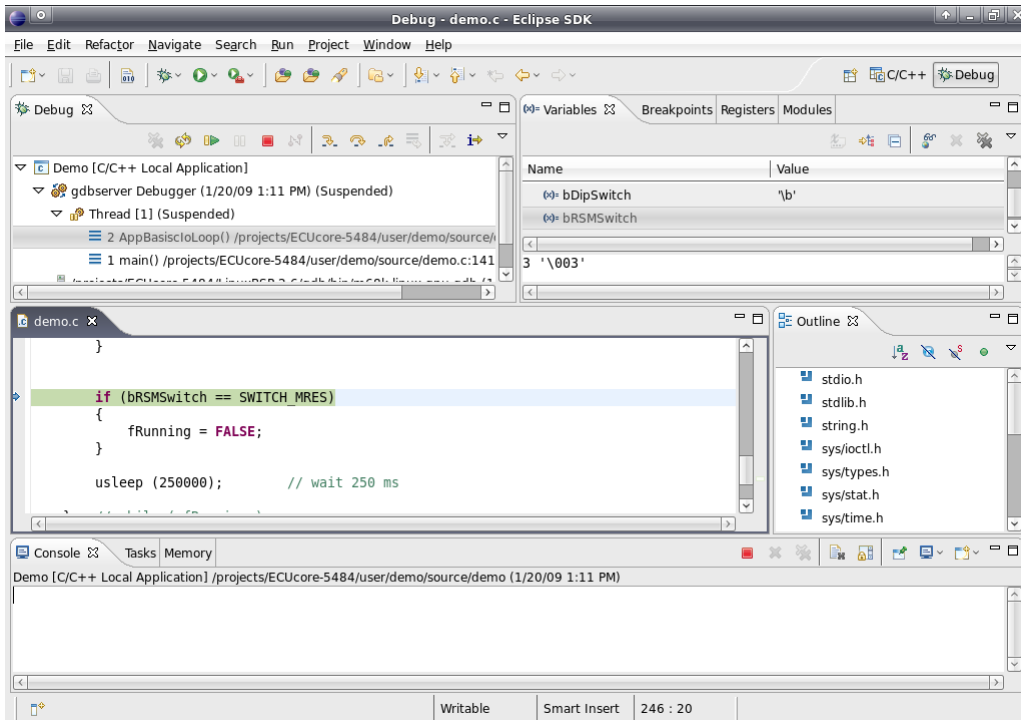 Debug - demo.c - Eclipse SDK
File Edit Refactor Navigate Search Run Project Window Help
C/C++ Debug
Debug
Demo [C/C++ Local Application]
gdbserver Debugger (1/20/09 1:11 PM) (Suspended)
Thread [1] (Suspended)
2 AppBasiscIoLoop() /projects/ECUcore-5484/user/demo/source/
1 main() /projects/ECUcore-5484/user/demo/source/demo.c:141
(x)= Variables Breakpoints Registers Modules
Name Value
(x)= bDipSwitch '\b'
(x)= bRSMSwitch
3 '\003'
demo.c
}
if (bRSMSwitch == SWITCH_MRES)
{
fRunning = FALSE;
}
usleep (250000); // wait 250 ms
Outline
stdio.h
stdlib.h
string.h
sys/ioctl.h
sys/types.h
sys/stat.h
sys/time.h
Console Tasks Memory
Demo [C/C++ Local Application] /projects/ECUcore-5484/user/demo/source/demo (1/20/09 1:11 PM)
Writable Smart Insert 246 : 20